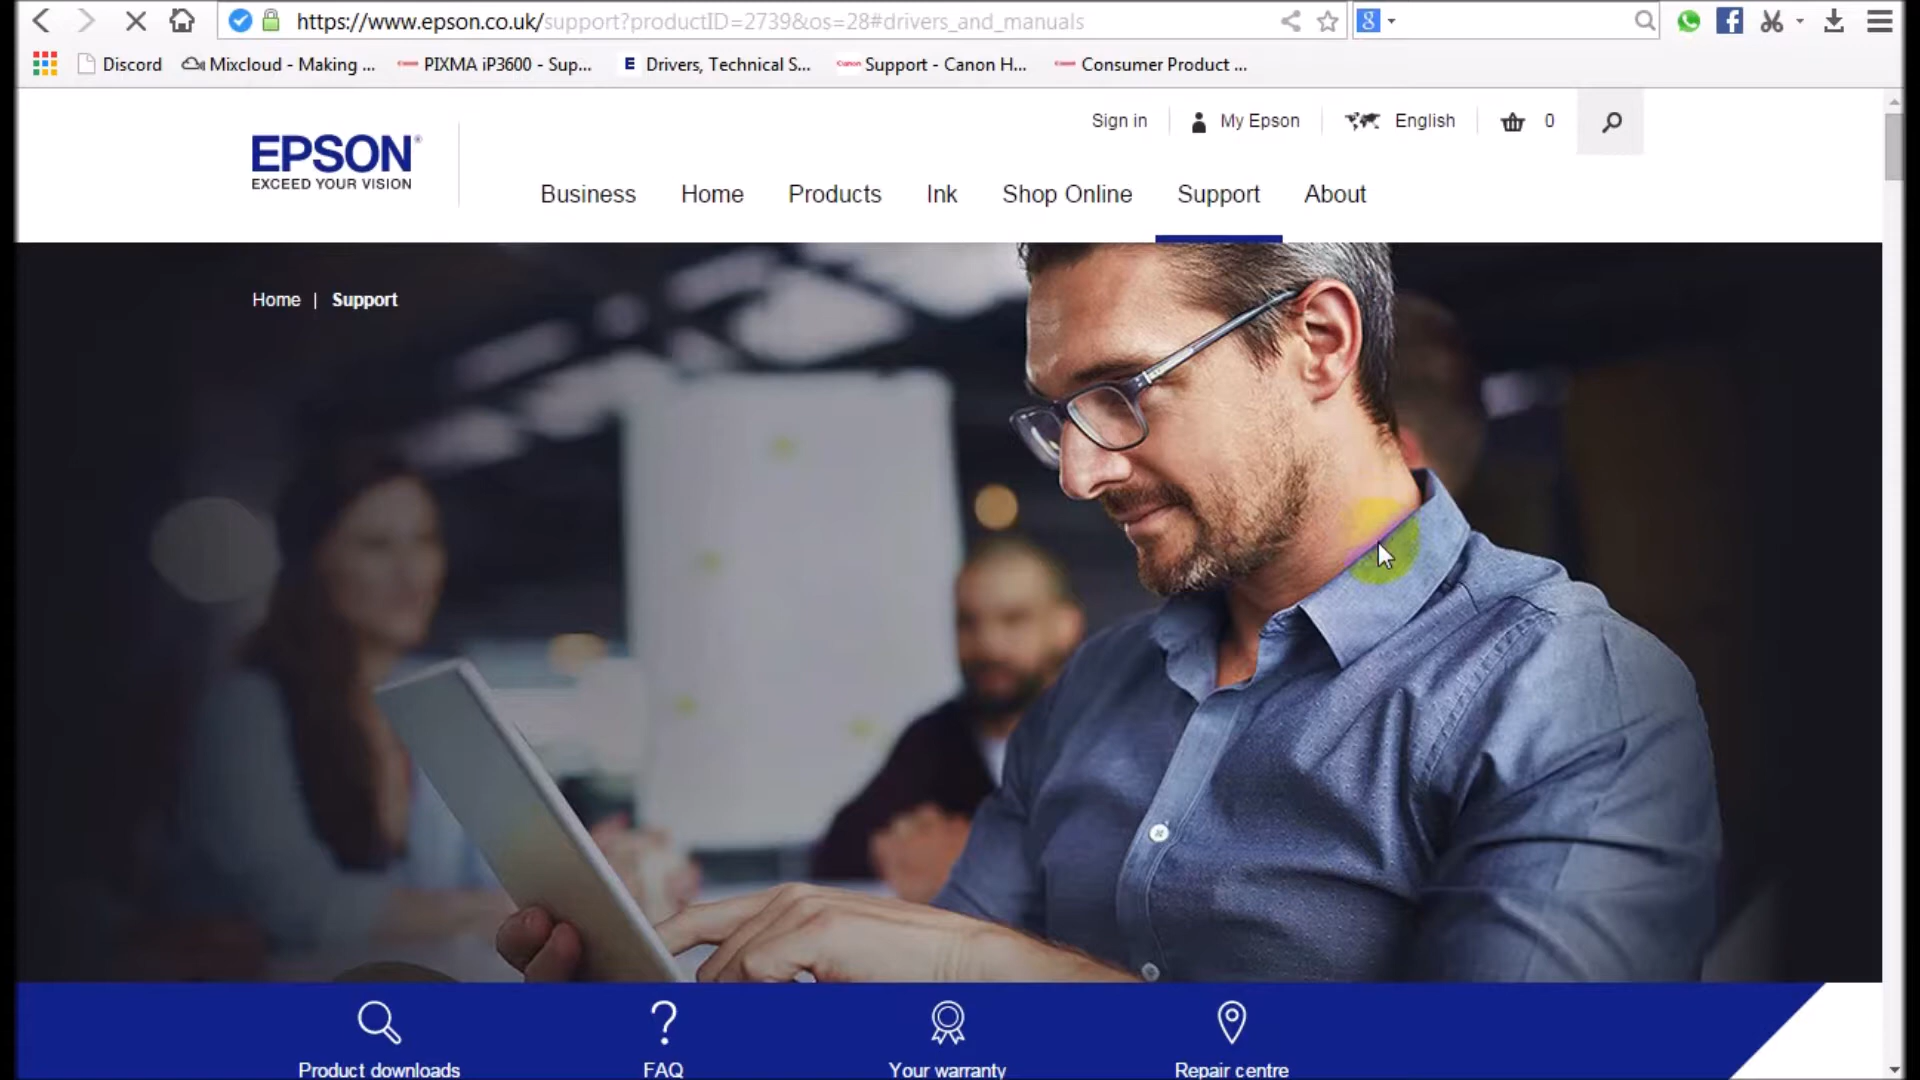 https://www.epson.co.uk/support?productID=2739&os=28#drivers_and_manuals
Discord
Mixcloud - Making ...
PIXMA iP3600 - Sup...
E Drivers, Technical S...
Support - Canon H...
Consumer Product ...
Sign in
My Epson
English
0
EPSON®
EXCEED YOUR VISION
Business
Home
Products
Ink
Shop Online
Support
About
Home | Support
Product downloads
FAQ
Your warranty
Repair centre